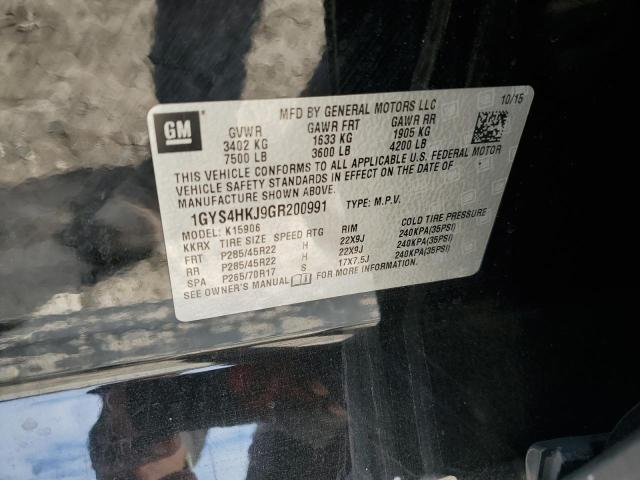 GM
MFD BY GENERAL MOTORS LLC 10/15
GVWR GAWR FRT GAWR RR
3402 KG 1633 KG 1905 KG
7500 LB 3600 LB 4200 LB
THIS VEHICLE CONFORMS TO ALL APPLICABLE U.S. FEDERAL MOTOR
VEHICLE SAFETY STANDARDS IN EFFECT ON THE DATE OF
MANUFACTURE SHOWN ABOVE.
1GYS4HKJ9GR200991 TYPE: M.P.V.
MODEL: K15906
KKRX TIRE SIZE SPEED RTG RIM COLD TIRE PRESSURE
FRT P285/45R22 H 22X9J 240KPA(35PSI)
RR P285/45R22 H 22X9J 240KPA(35PSI)
SPA P265/70R17 S 17X7.5J 240KPA(35PSI)
SEE OWNER'S MANUAL FOR MORE INFORMATION.